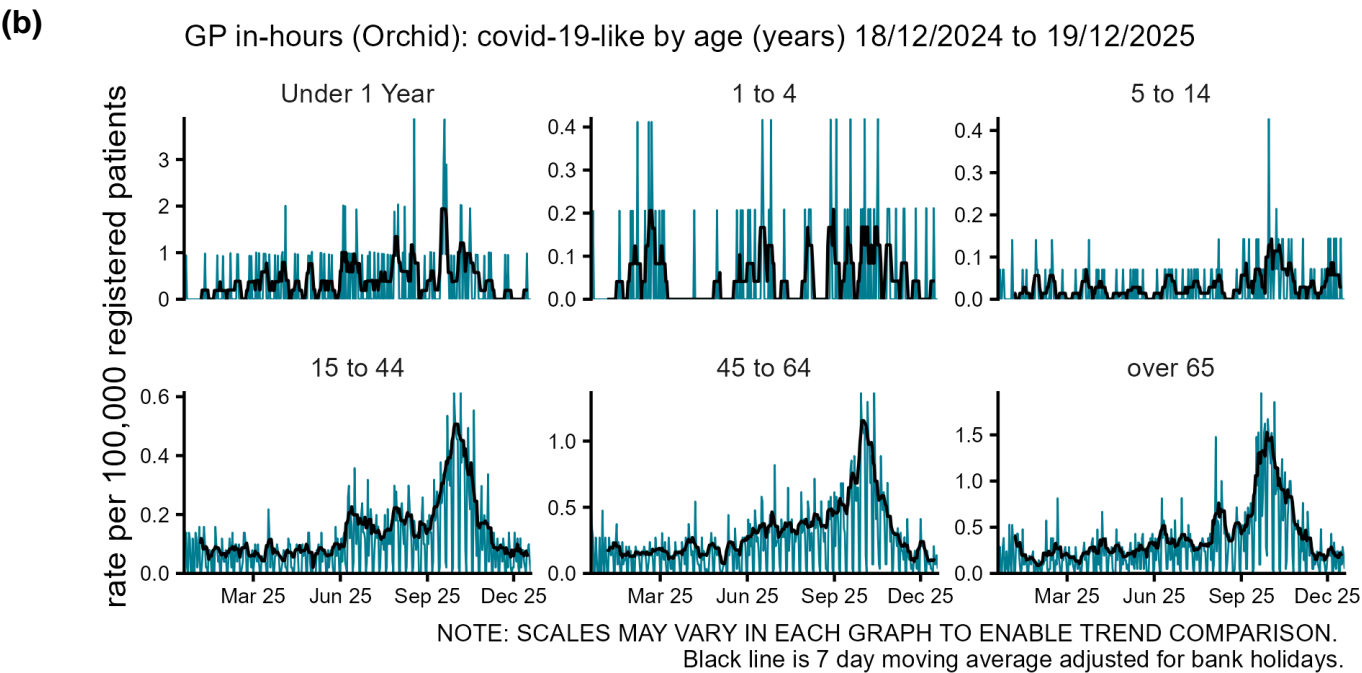 (b)
GP in-hours (Orchid): covid-19-like by age (years) 18/12/2024 to 19/12/2025
rate per 100,000 registered patients
Under 1 Year
3
2
1
0
1 to 4
0.4
0.3
0.2
0.1
0.0
5 to 14
0.4
0.3
0.2
0.1
0.0
15 to 44
0.6
0.4
0.2
0.0
Mar 25 Jun 25 Sep 25 Dec 25
45 to 64
1.0
0.5
0.0
Mar 25 Jun 25 Sep 25 Dec 25
over 65
1.5
1.0
0.5
0.0
Mar 25 Jun 25 Sep 25 Dec 25
NOTE: SCALES MAY VARY IN EACH GRAPH TO ENABLE TREND COMPARISON.
Black line is 7 day moving average adjusted for bank holidays.